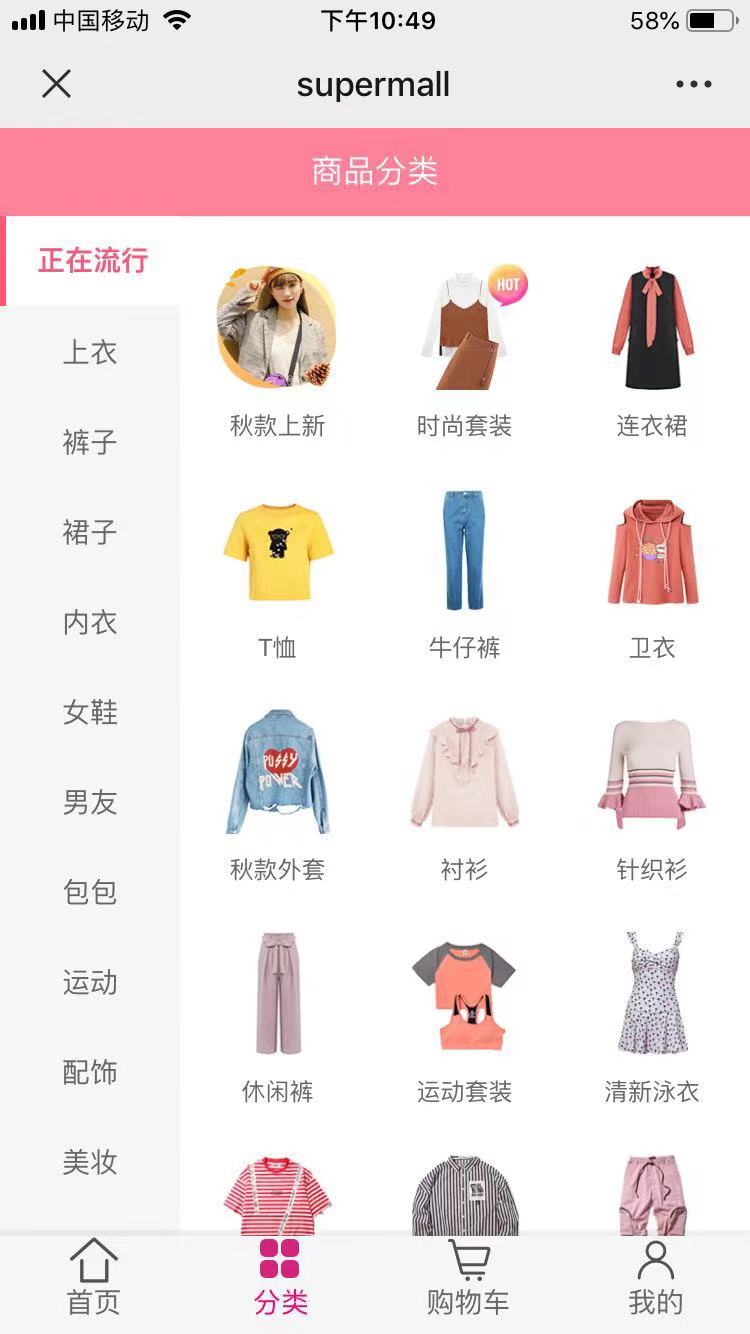 中国移动
下午10:49
58%
supermall
商品分类
正在流行
上衣
裤子
裙子
内衣
女鞋
男友
包包
运动
配饰
美妆
HOT
秋款上新
时尚套装
连衣裙
T恤
牛仔裤
卫衣
PUSSY
POWER
秋款外套
衬衫
针织衫
休闲裤
运动套装
清新泳衣
首页
分类
购物车
我的